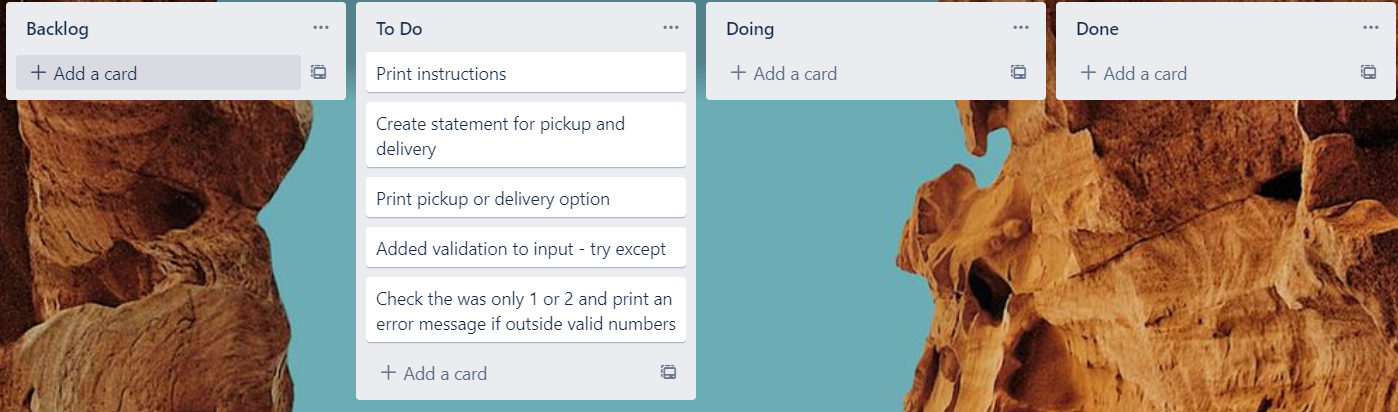 Backlog
+ Add a card
To Do
Print instructions
Create statement for pickup and
delivery
Print pickup or delivery option
Added validation to input - try except
Check the was only 1 or 2 and print an
error message if outside valid numbers
+ Add a card
Doing
+ Add a card
Done
+ Add a card